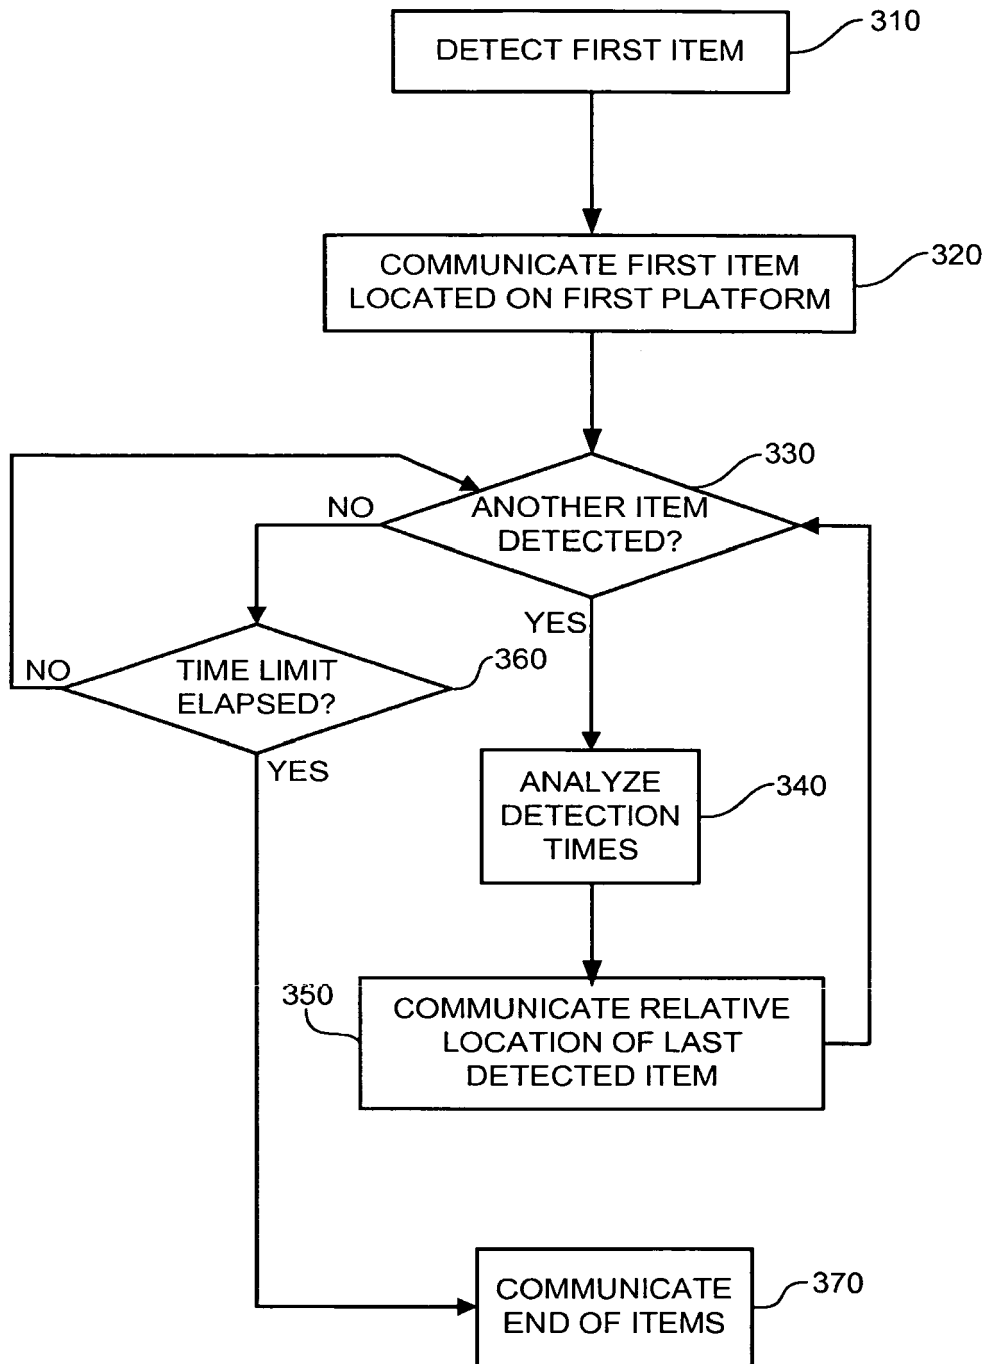 DETECT FIRST ITEM
310
COMMUNICATE FIRST ITEM
LOCATED ON FIRST PLATFORM
320
330
ANOTHER ITEM
DETECTED?
NO
YES
NO
TIME LIMIT
ELAPSED?
360
YES
ANALYZE
DETECTION
TIMES
340
350
COMMUNICATE RELATIVE
LOCATION OF LAST
DETECTED ITEM
COMMUNICATE
END OF ITEMS
370